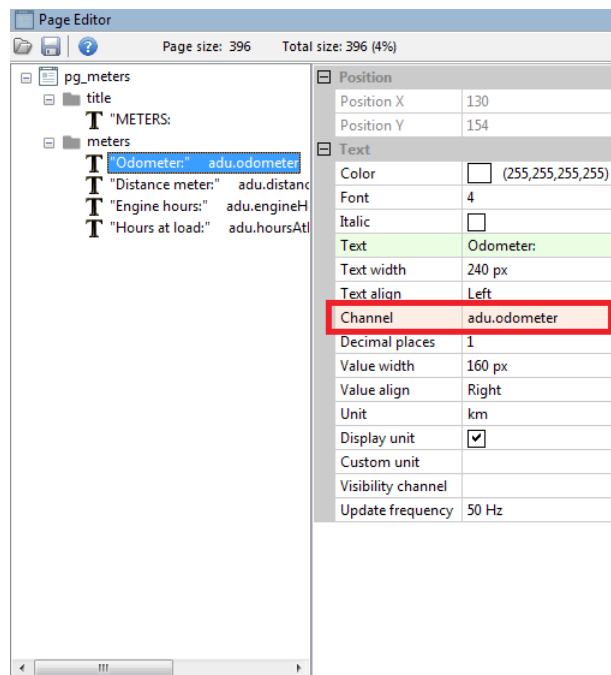 Page Editor
Page size: 396 Total size: 396 (4%)
pg_meters
title
T "METERS:
meters
T "Odometer:" adu.odometer
T "Distance meter:" adu.distanc
T "Engine hours:" adu.engineH
T "Hours at load:" adu.hoursAtl
Position
Position X 130
Position Y 154
Text
Color (255,255,255,255)
Font 4
Italic
Text Odometer:
Text width 240 px
Text align Left
Channel adu.odometer
Decimal places 1
Value width 160 px
Value align Right
Unit km
Display unit
Custom unit
Visibility channel
Update frequency 50 Hz